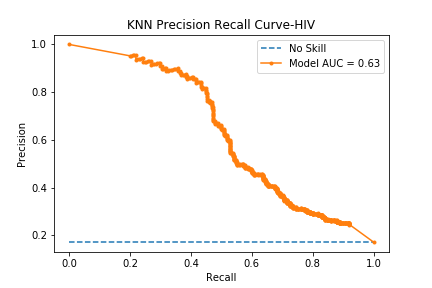 KNN Precision Recall Curve-HIV
No Skill
Model AUC = 0.63
Precision
1.0
0.8
0.6
0.4
0.2
0.0 0.2 0.4 0.6 0.8 1.0
Recall